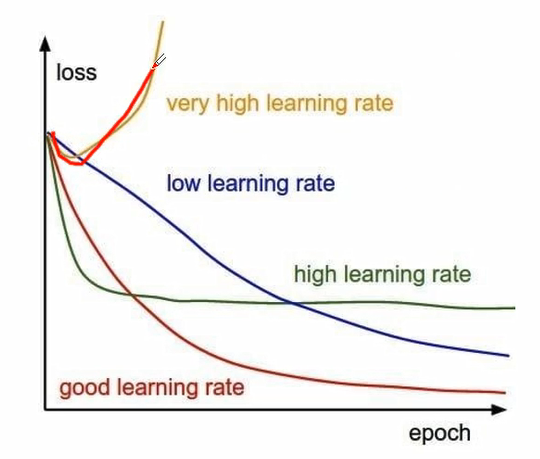 loss
very high learning rate
low learning rate
high learning rate
good learning rate
epoch